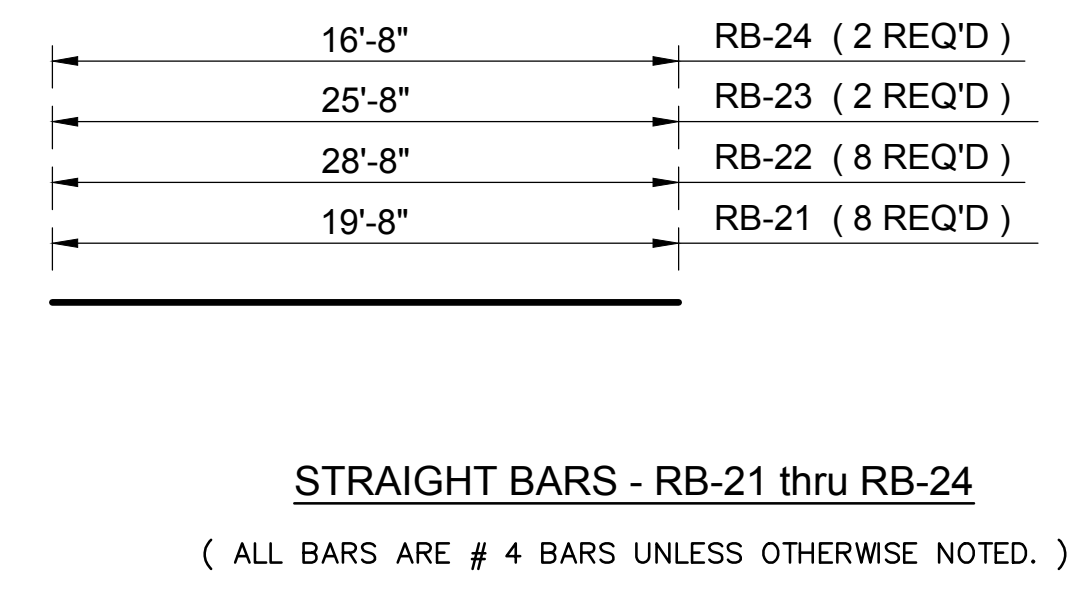 16'-8" RB-24 ( 2 REQ'D )
25'-8" RB-23 ( 2 REQ'D )
28'-8" RB-22 ( 8 REQ'D )
19'-8" RB-21 ( 8 REQ'D )
STRAIGHT BARS - RB-21 thru RB-24
( ALL BARS ARE # 4 BARS UNLESS OTHERWISE NOTED. )